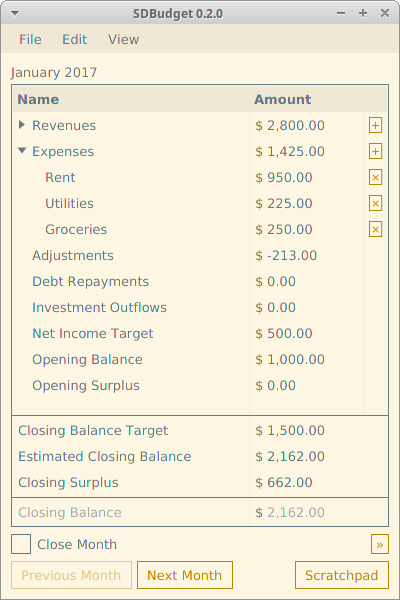 SDBudget 0.2.0
File Edit View
January 2017
Name Amount
Revenues $ 2,800.00 +
Expenses $ 1,425.00 +
Rent $ 950.00 ×
Utilities $ 225.00 ×
Groceries $ 250.00 ×
Adjustments $ -213.00
Debt Repayments $ 0.00
Investment Outflows $ 0.00
Net Income Target $ 500.00
Opening Balance $ 1,000.00
Opening Surplus $ 0.00
Closing Balance Target $ 1,500.00
Estimated Closing Balance $ 2,162.00
Closing Surplus $ 662.00
Closing Balance $ 2,162.00
Close Month »
Previous Month Next Month Scratchpad